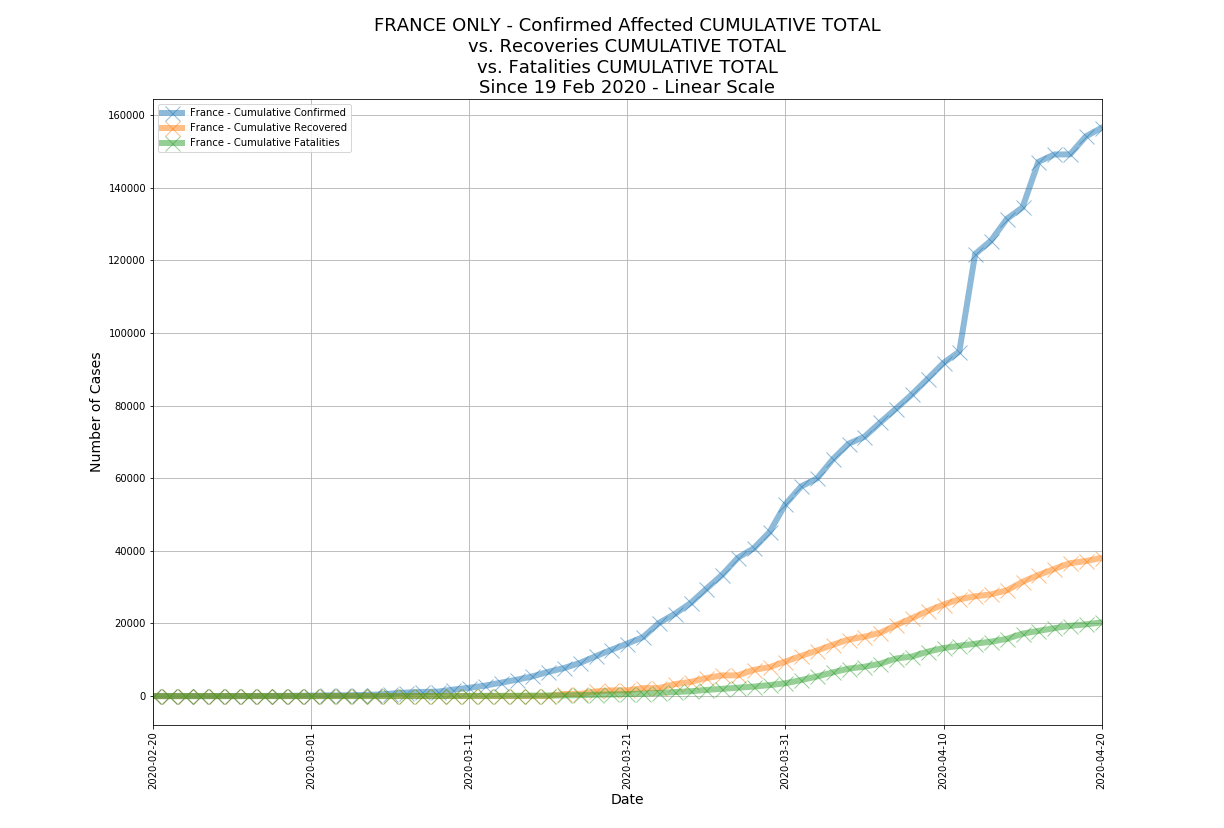 FRANCE ONLY - Confirmed Affected CUMULATIVE TOTAL
vs. Recoveries CUMULATIVE TOTAL
vs. Fatalities CUMULATIVE TOTAL
Since 19 Feb 2020 - Linear Scale
France - Cumulative Confirmed
France - Cumulative Recovered
France - Cumulative Fatalities
Number of Cases
160000
140000
120000
100000
80000
60000
40000
20000
0
2020-02-20
2020-03-01
2020-03-11
2020-03-21
2020-03-31
2020-04-10
2020-04-20
Date